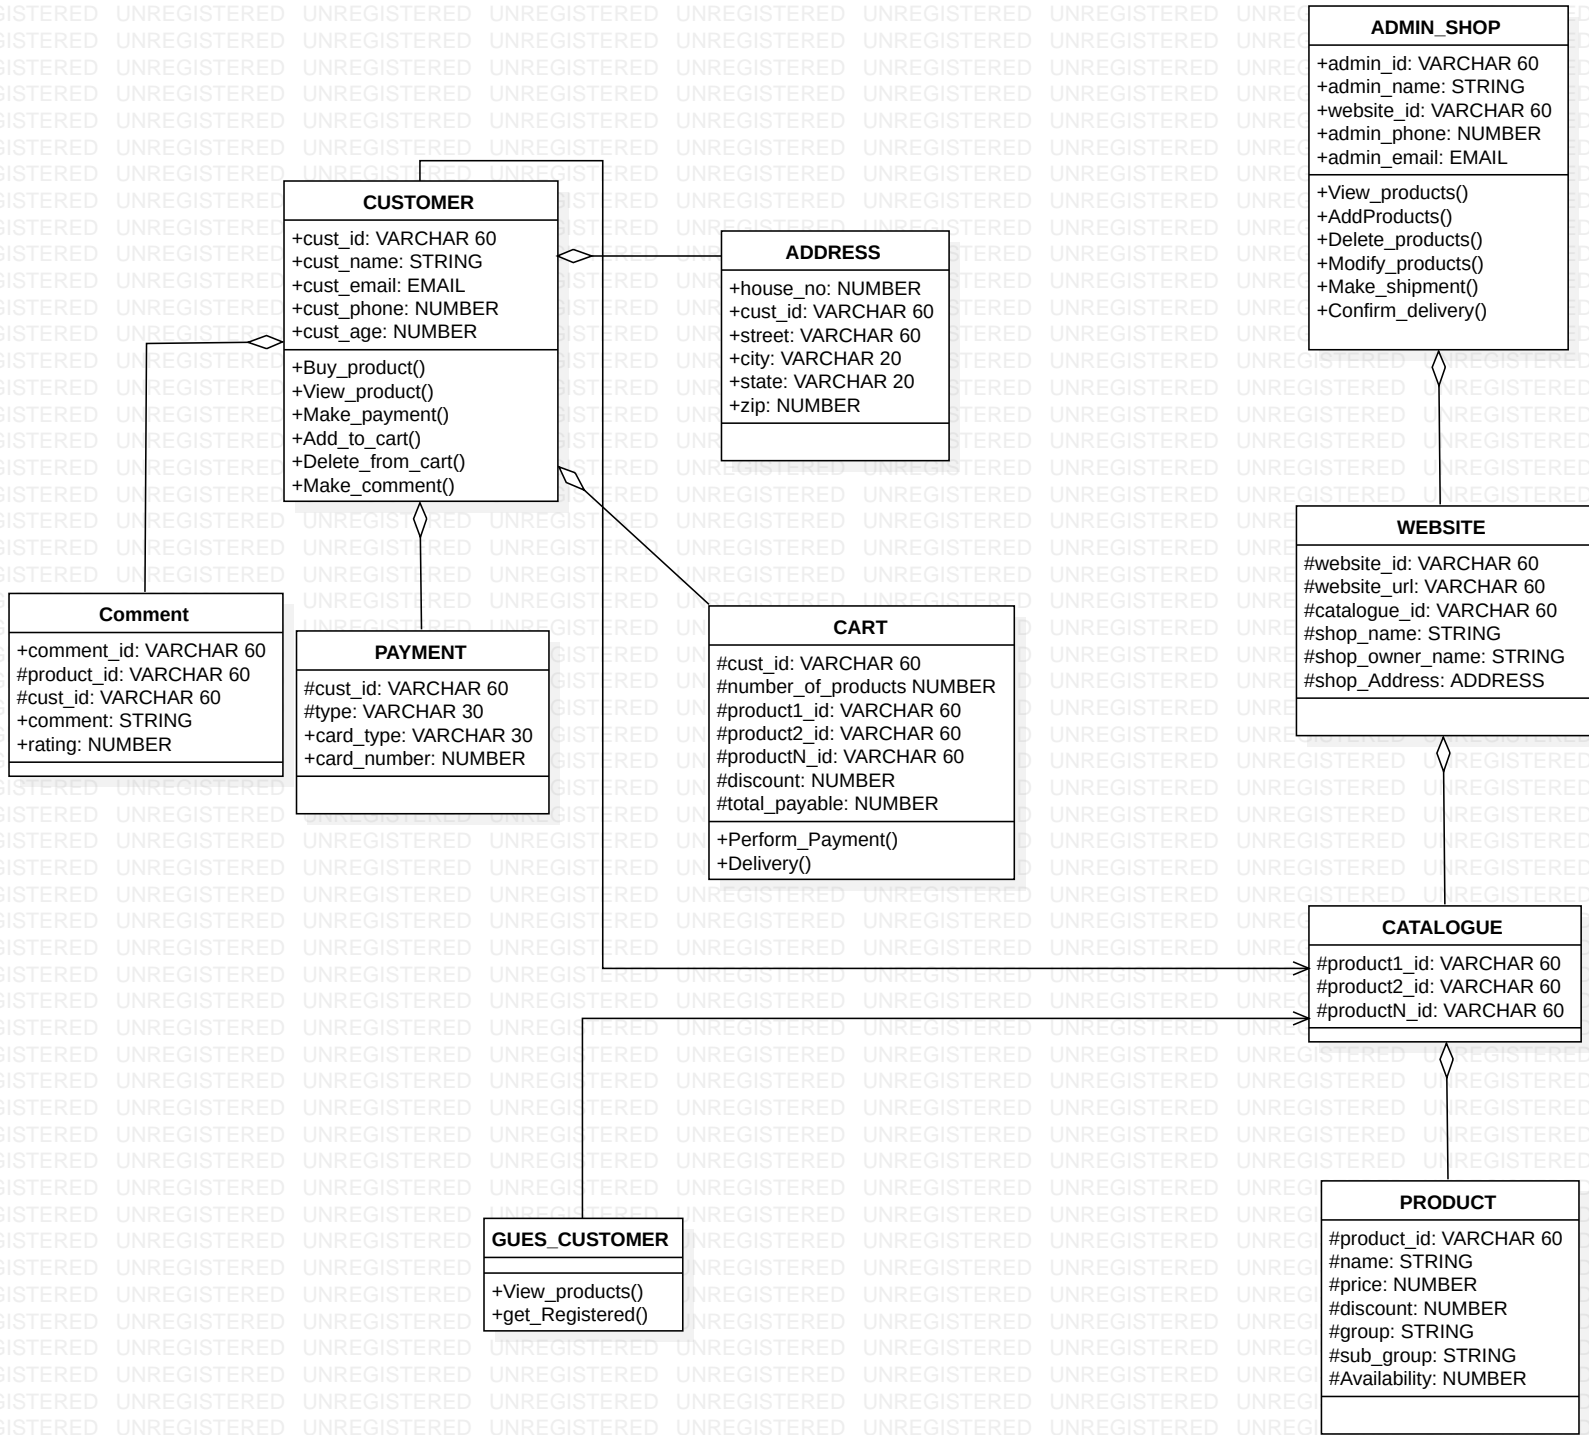 ADMIN_SHOP
+admin_id: VARCHAR 60
+admin_name: STRING
+website_id: VARCHAR 60
+admin_phone: NUMBER
+admin_email: EMAIL
+View_products()
+AddProducts()
+Delete_products()
+Modify_products()
+Make_shipment()
+Confirm_delivery()
CUSTOMER
+cust_id: VARCHAR 60
+cust_name: STRING
+cust_email: EMAIL
+cust_phone: NUMBER
+cust_age: NUMBER
+Buy_product()
+View_product()
+Make_payment()
+Add_to_cart()
+Delete_from_cart()
+Make_comment()
ADDRESS
+house_no: NUMBER
+cust_id: VARCHAR 60
+street: VARCHAR 60
+city: VARCHAR 20
+state: VARCHAR 20
+zip: NUMBER
WEBSITE
#website_id: VARCHAR 60
#website_url: VARCHAR 60
#catalogue_id: VARCHAR 60
#shop_name: STRING
#shop_owner_name: STRING
#shop_Address: ADDRESS
Comment
+comment_id: VARCHAR 60
#product_id: VARCHAR 60
#cust_id: VARCHAR 60
+comment: STRING
+rating: NUMBER
PAYMENT
#cust_id: VARCHAR 60
#type: VARCHAR 30
+card_type: VARCHAR 30
+card_number: NUMBER
CART
#cust_id: VARCHAR 60
#number_of_products NUMBER
#product1_id: VARCHAR 60
#product2_id: VARCHAR 60
#productN_id: VARCHAR 60
#discount: NUMBER
#total_payable: NUMBER
+Perform_Payment()
+Delivery()
CATALOGUE
#product1_id: VARCHAR 60
#product2_id: VARCHAR 60
#productN_id: VARCHAR 60
GUES_CUSTOMER
+View_products()
+get_Registered()
PRODUCT
#product_id: VARCHAR 60
#name: STRING
#price: NUMBER
#discount: NUMBER
#group: STRING
#sub_group: STRING
#Availability: NUMBER
UNREGISTERED